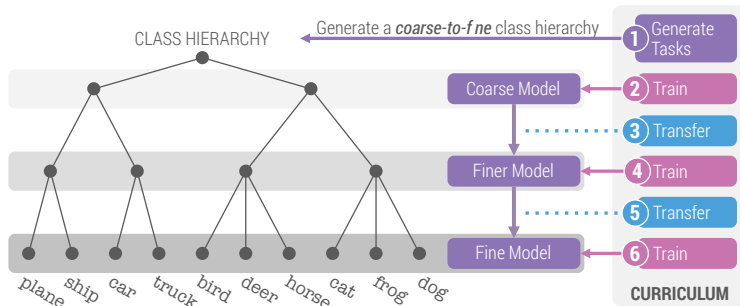 Generate a coarse-to-f ne class hierarchy
1 Generate Tasks
CLASS HIERARCHY
Coarse Model
2 Train
3 Transfer
Finer Model
4 Train
5 Transfer
Fine Model
6 Train
plane
ship
car
truck
bird
deer
horse
cat
frog
dog
CURRICULUM